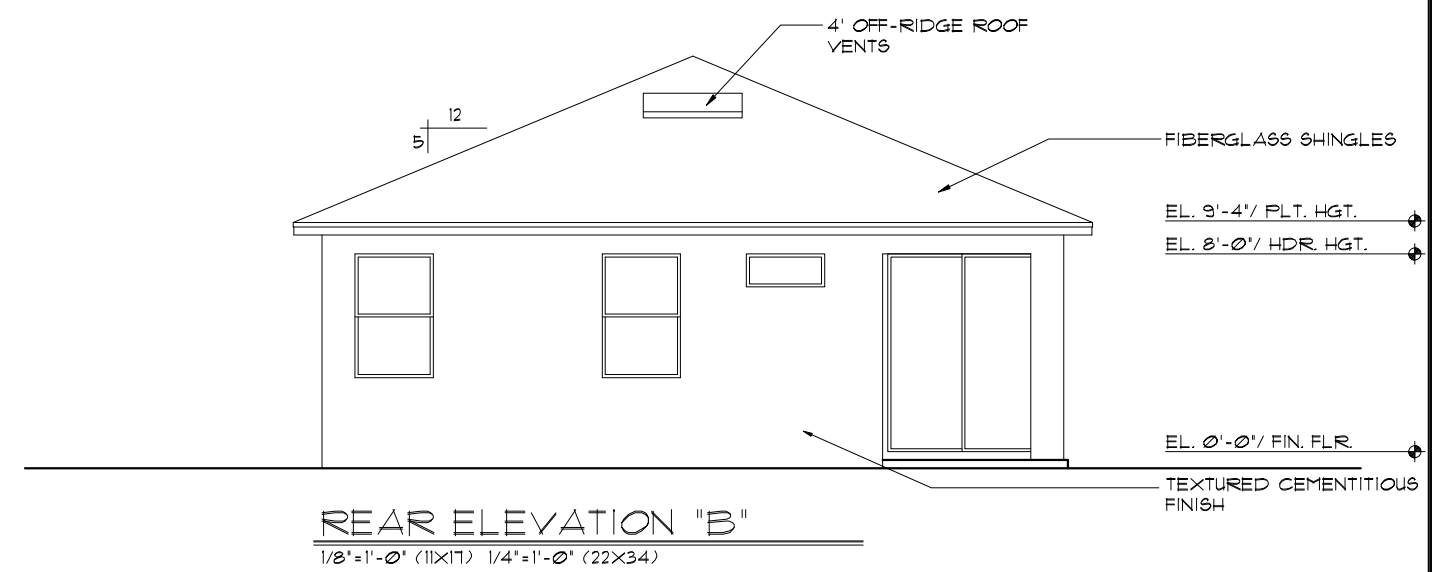 4' OFF-RIDGE ROOF
VENTS
12
5
FIBERGLASS SHINGLES
EL. 9'-4"/ PLT. HGT.
EL. 8'-0"/ HDR. HGT.
EL. 0'-0"/ FIN. FLR.
TEXTURED CEMENTITIOUS
FINISH
REAR ELEVATION "B"
1/8"=1'-0" (11X17) 1/4"=1'-0" (22X34)